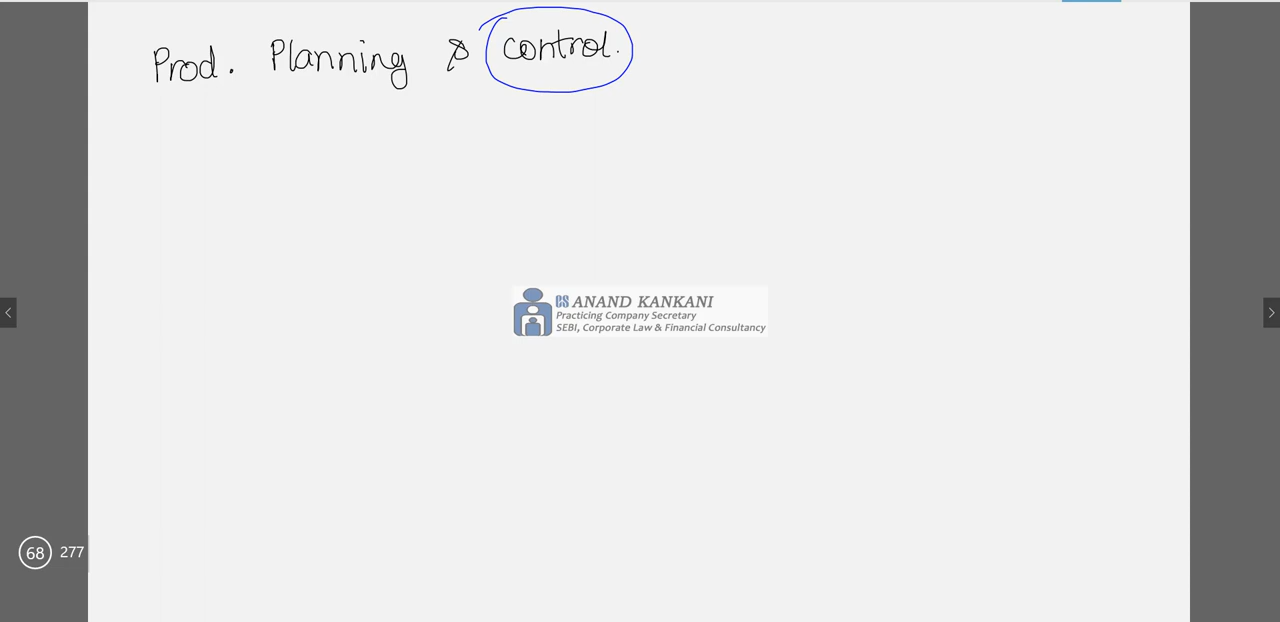 Prod. Planning & control.
CS ANAND KANKANI
Practicing Company Secretary
SEBI, Corporate Law & Financial Consultancy
68 277